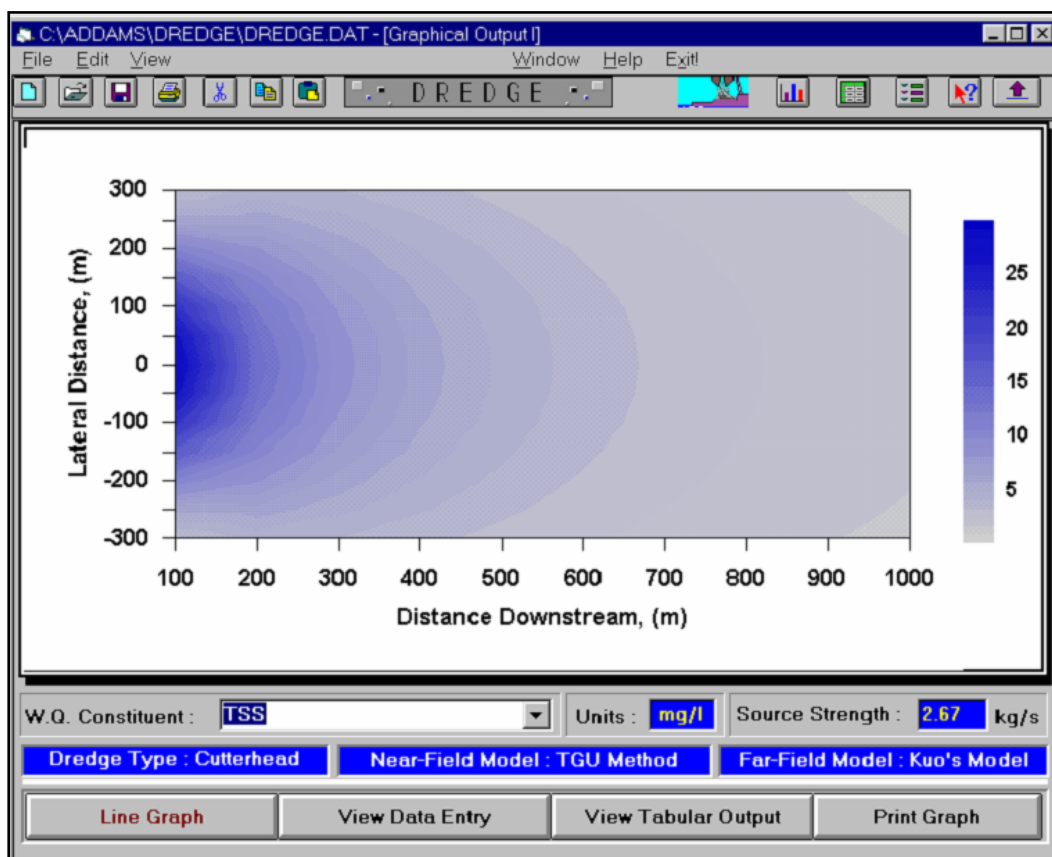 C:\ADDAMS\DREDGE\DREDGE.DAT - [Graphical Output I]
File Edit View Window Help Exit!
DREDGE
300
200
100
0
-100
-200
-300
Lateral Distance, (m)
100 200 300 400 500 600 700 800 900 1000
Distance Downstream, (m)
25
20
15
10
5
W.Q. Constituent : TSS Units : mg/l Source Strength : 2.67 kg/s
Dredge Type : Cutterhead Near-Field Model : TGU Method Far-Field Model : Kuo's Model
Line Graph View Data Entry View Tabular Output Print Graph